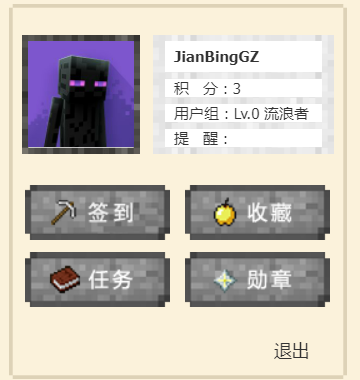 JianBingGZ
积　分：3
用户组：Lv.0 流浪者
提　醒：
签到
收藏
任务
勋章
退出